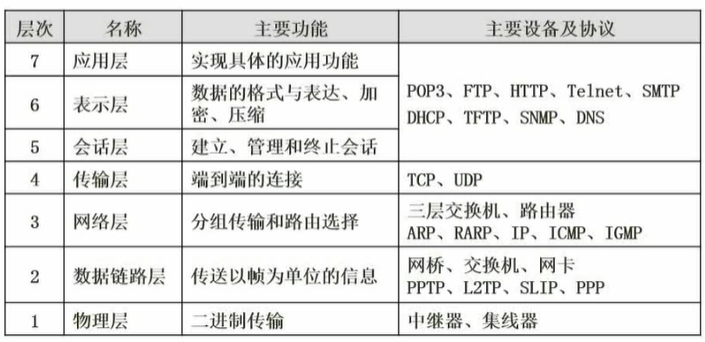 层次 名称 主要功能 主要设备及协议
7 应用层 实现具体的应用功能
6 表示层 数据的格式与表达、加
密、压缩
POP3、FTP、HTTP、Telnet、SMTP
DHCP、TFTP、SNMP、DNS
5 会话层 建立、管理和终止会话
4 传输层 端到端的连接 TCP、UDP
3 网络层 分组传输和路由选择 三层交换机、路由器
ARP、RARP、IP、ICMP、IGMP
2 数据链路层 传送以帧为单位的信息 网桥、交换机、网卡
PPTP、L2TP、SLIP、PPP
1 物理层 二进制传输 中继器、集线器